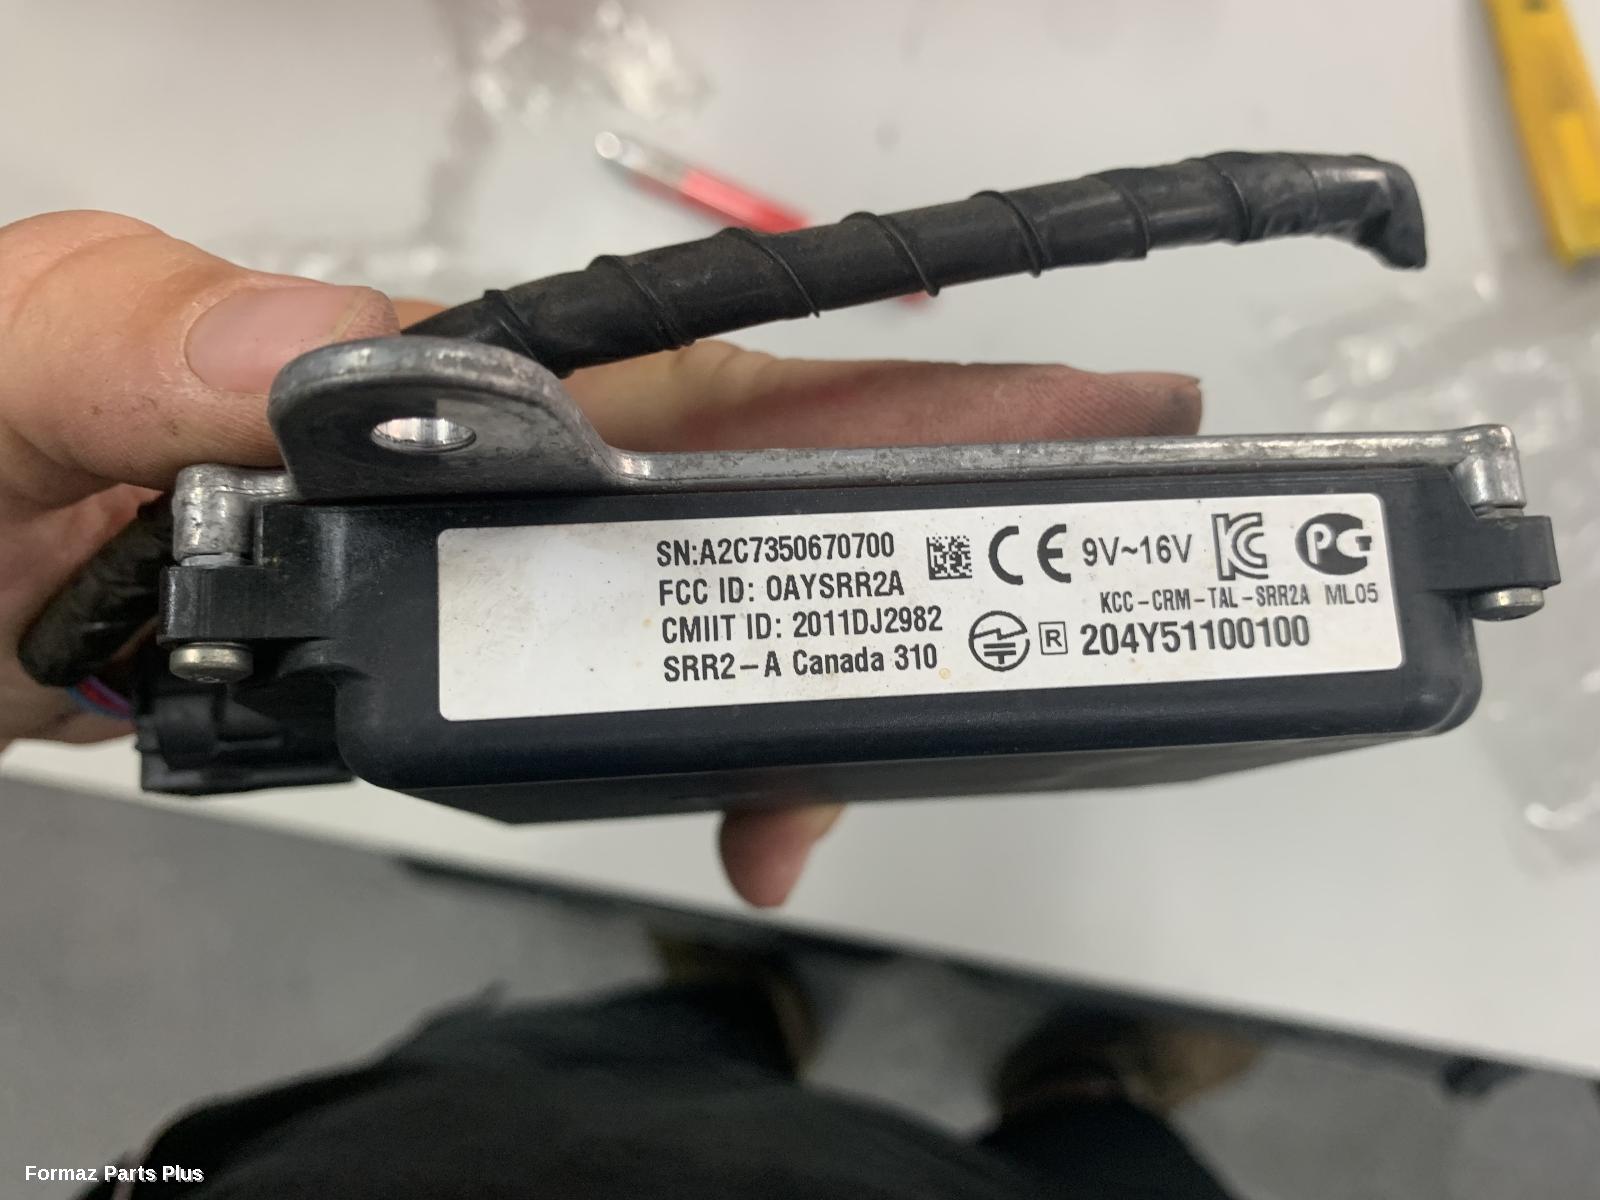 SN:A2C7350670700
FCC ID: OAYSRR2A
CMIIT ID: 2011DJ2982
SRR2-A Canada 310
CE 9V~16V KC PCT
KCC-CRM-TAL-SRR2A ML05
R 204Y51100100
Formaz Parts Plus